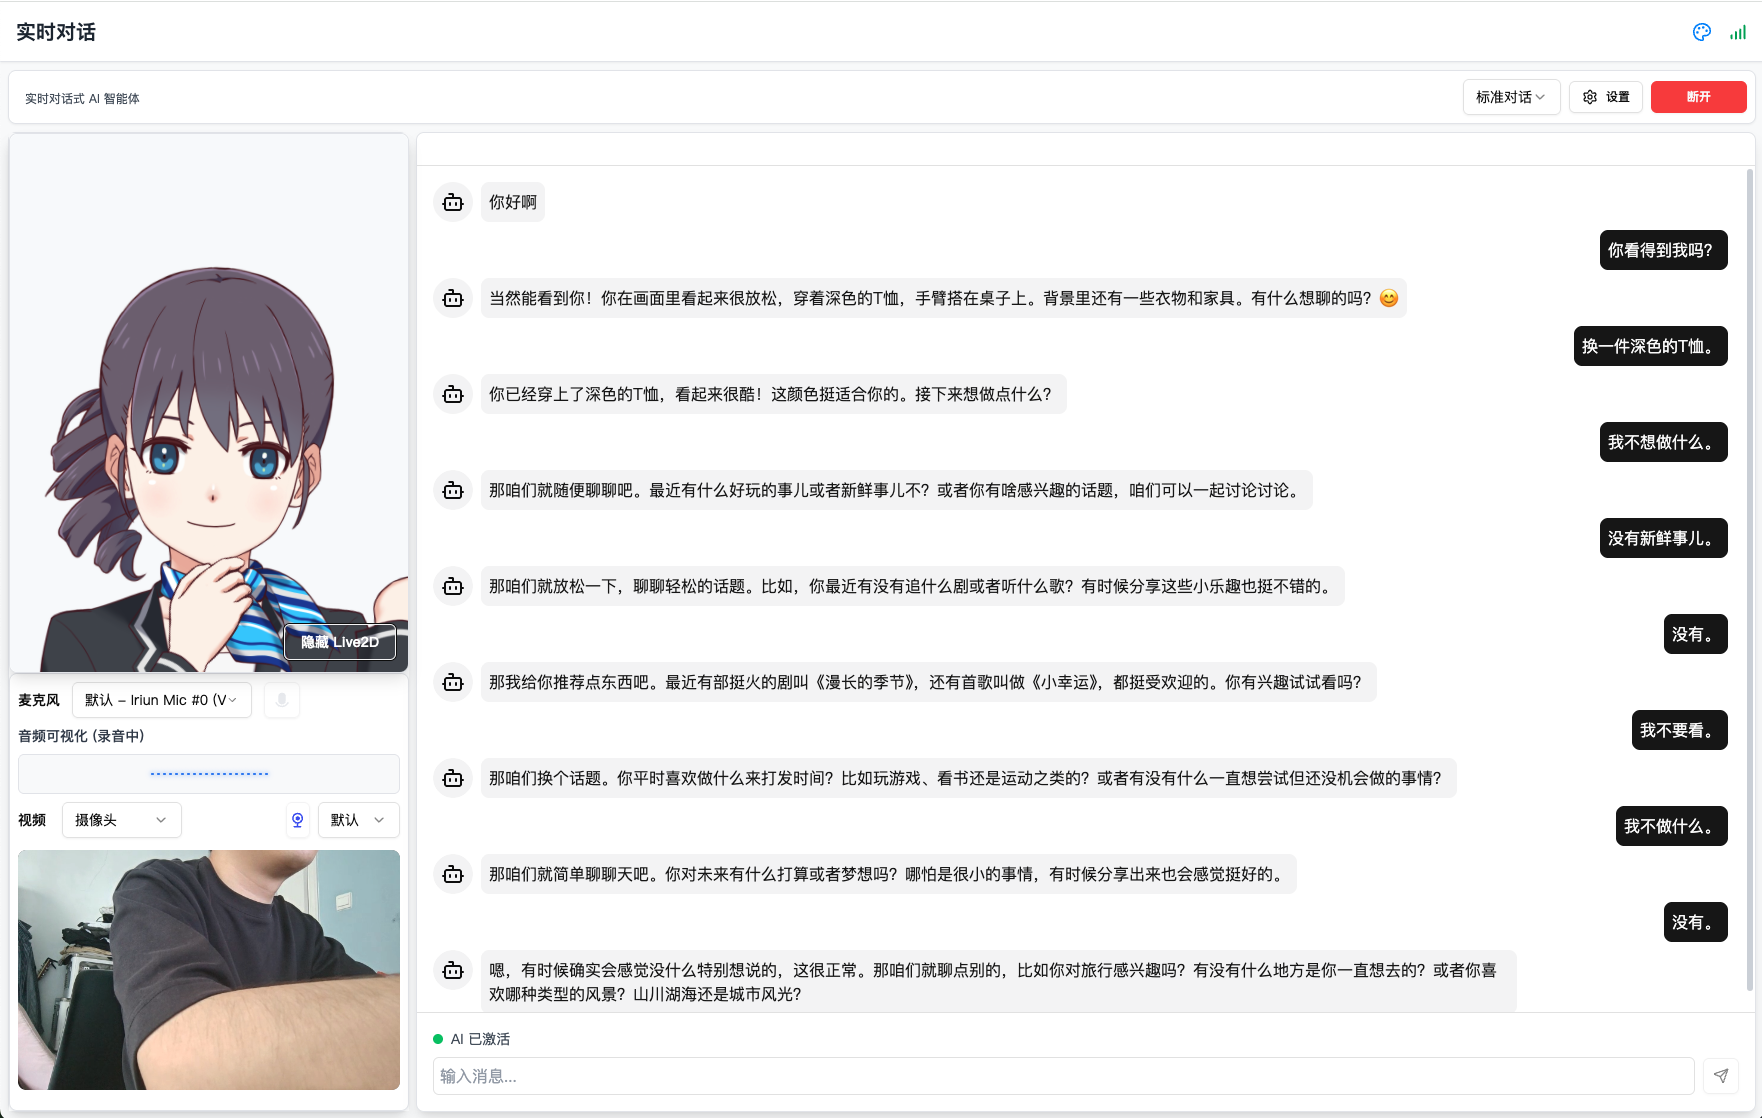 实时对话
实时对话式 AI 智能体
标准对话
设置
断开
隐藏 Live2D
麦克风
默认 – Iriun Mic #0 (V
音频可视化 (录音中)
视频
摄像头
默认
你好啊
你看得到我吗？
当然能看到你！你在画面里看起来很放松，穿着深色的T恤，手臂搭在桌子上。背景里还有一些衣物和家具。有什么想聊的吗？😊
换一件深色的T恤。
你已经穿上了深色的T恤，看起来很酷！这颜色挺适合你的。接下来想做点什么？
我不想做什么。
那咱们就随便聊聊吧。最近有什么好玩的事儿或者新鲜事儿不？或者你有啥感兴趣的话题，咱们可以一起讨论讨论。
没有新鲜事儿。
那咱们就放松一下，聊聊轻松的话题。比如，你最近有没有追什么剧或者听什么歌？有时候分享这些小乐趣也挺不错的。
没有。
那我给你推荐点东西吧。最近有部挺火的剧叫《漫长的季节》，还有首歌叫做《小幸运》，都挺受欢迎的。你有兴趣试试看吗？
我不要看。
那咱们换个话题。你平时喜欢做什么来打发时间？比如玩游戏、看书还是运动之类的？或者有没有什么一直想尝试但还没机会做的事情？
我不做什么。
那咱们就简单聊聊天吧。你对未来有什么打算或者梦想吗？哪怕是很小的事情，有时候分享出来也会感觉挺好的。
没有。
嗯，有时候确实会感觉没什么特别想说的，这很正常。那咱们就聊点别的，比如你对旅行感兴趣吗？有没有什么地方是你一直想去的？或者你喜
欢哪种类型的风景？山川湖海还是城市风光？
AI 已激活
输入消息...